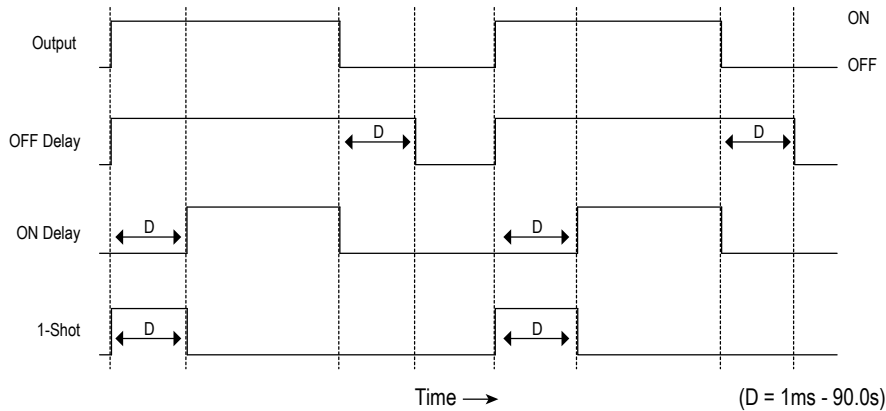 Output
ON
OFF
OFF Delay
D
D
ON Delay
D
D
1-Shot
D
D
Time
(D = 1ms - 90.0s)